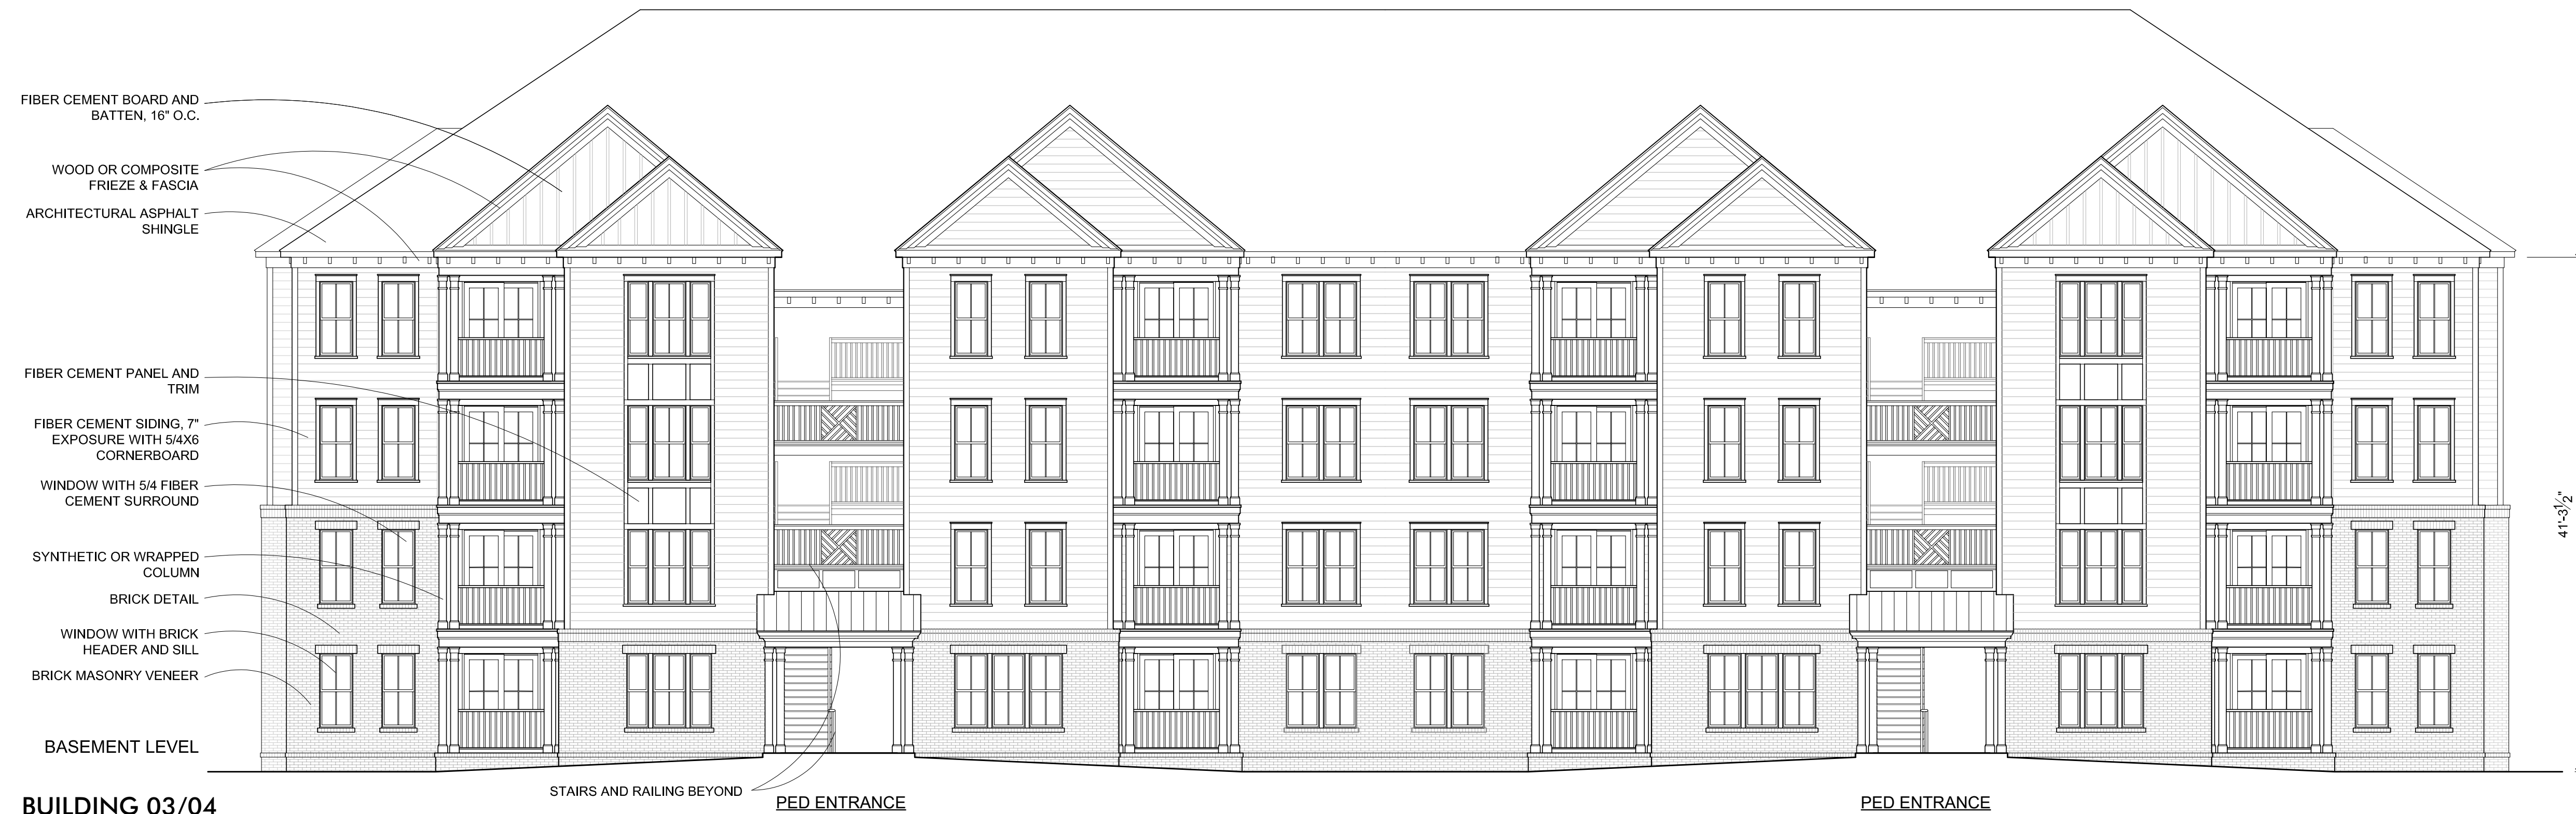 FIBER CEMENT BOARD AND
BATTEN, 16" O.C.
WOOD OR COMPOSITE
FRIEZE & FASCIA
ARCHITECTURAL ASPHALT
SHINGLE
FIBER CEMENT PANEL AND
TRIM
FIBER CEMENT SIDING, 7"
EXPOSURE WITH 5/4X6
CORNERBOARD
WINDOW WITH 5/4 FIBER
CEMENT SURROUND
SYNTHETIC OR WRAPPED
COLUMN
BRICK DETAIL
WINDOW WITH BRICK
HEADER AND SILL
BRICK MASONRY VENEER
BASEMENT LEVEL
STAIRS AND RAILING BEYOND
PED ENTRANCE
PED ENTRANCE
41'-3 1/2"
BUILDING 03/04